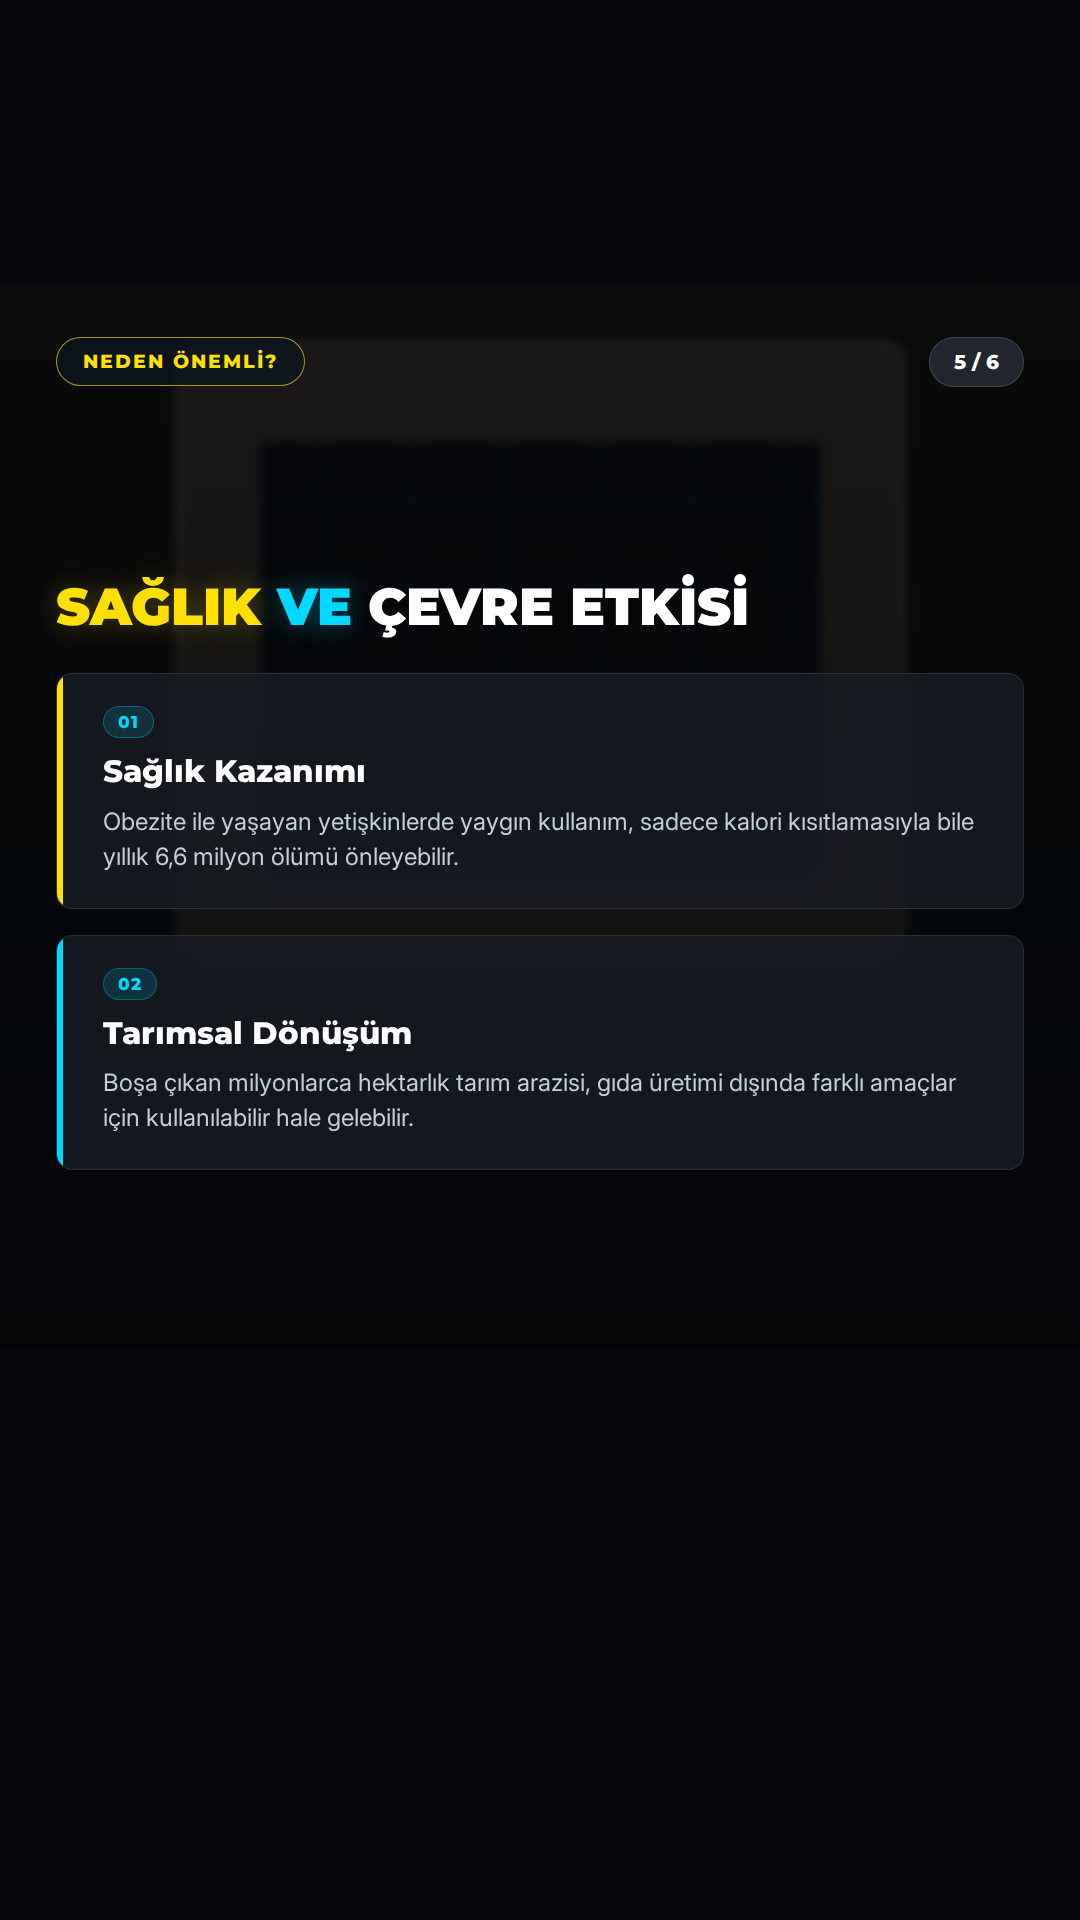 NEDEN ÖNEMLİ?
5 / 6
SAĞLIK VE ÇEVRE ETKİSİ
01
Sağlık Kazanımı
Obezite ile yaşayan yetişkinlerde yaygın kullanım, sadece kalori kısıtlamasıyla bile
yıllık 6,6 milyon ölümü önleyebilir.
02
Tarımsal Dönüşüm
Boşa çıkan milyonlarca hektarlık tarım arazisi, gıda üretimi dışında farklı amaçlar
için kullanılabilir hale gelebilir.